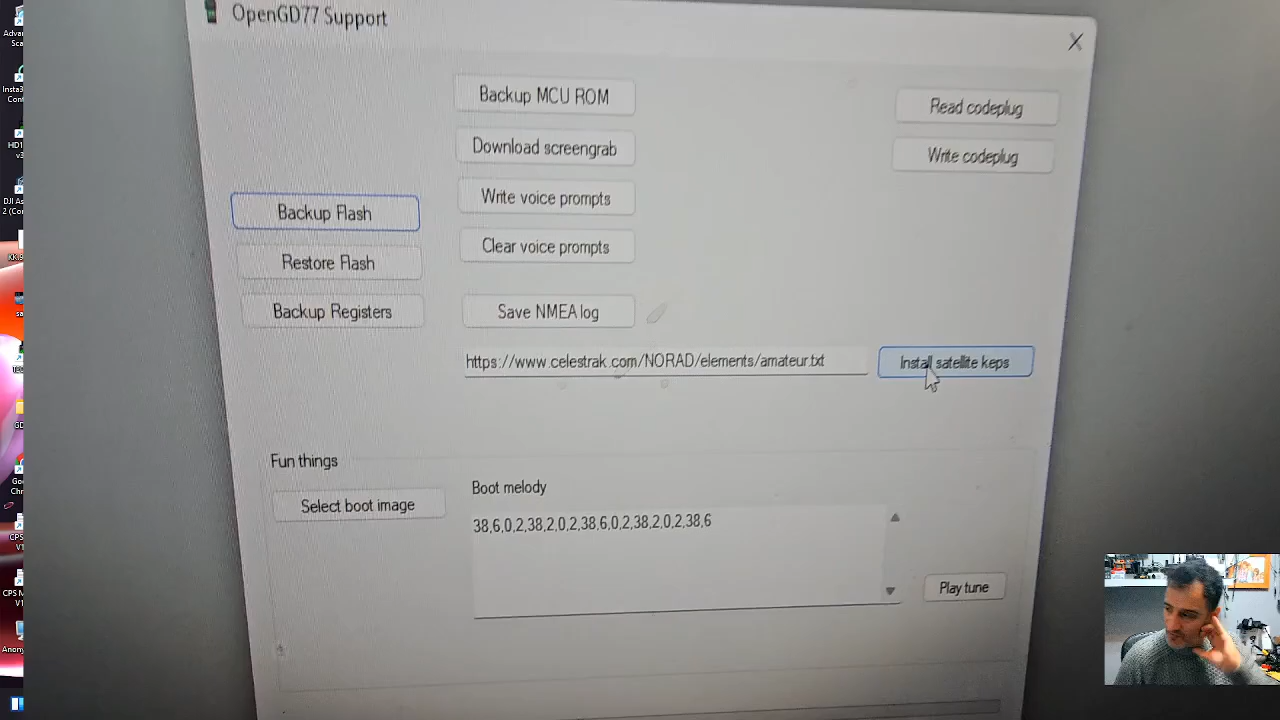 OpenGD77 Support
Backup MCU ROM
Read codeplug
Download screengrab
Write codeplug
Write voice prompts
Backup Flash
Clear voice prompts
Restore Flash
Backup Registers
Save NMEA log
https://www.celestrak.com/NORAD/elements/amateur.txt
Install satellite keps
Fun things
Boot melody
Select boot image
38,6,0,2,38,2,0,2,38,6,0,2,38,2,0,2,38,6
Play tune